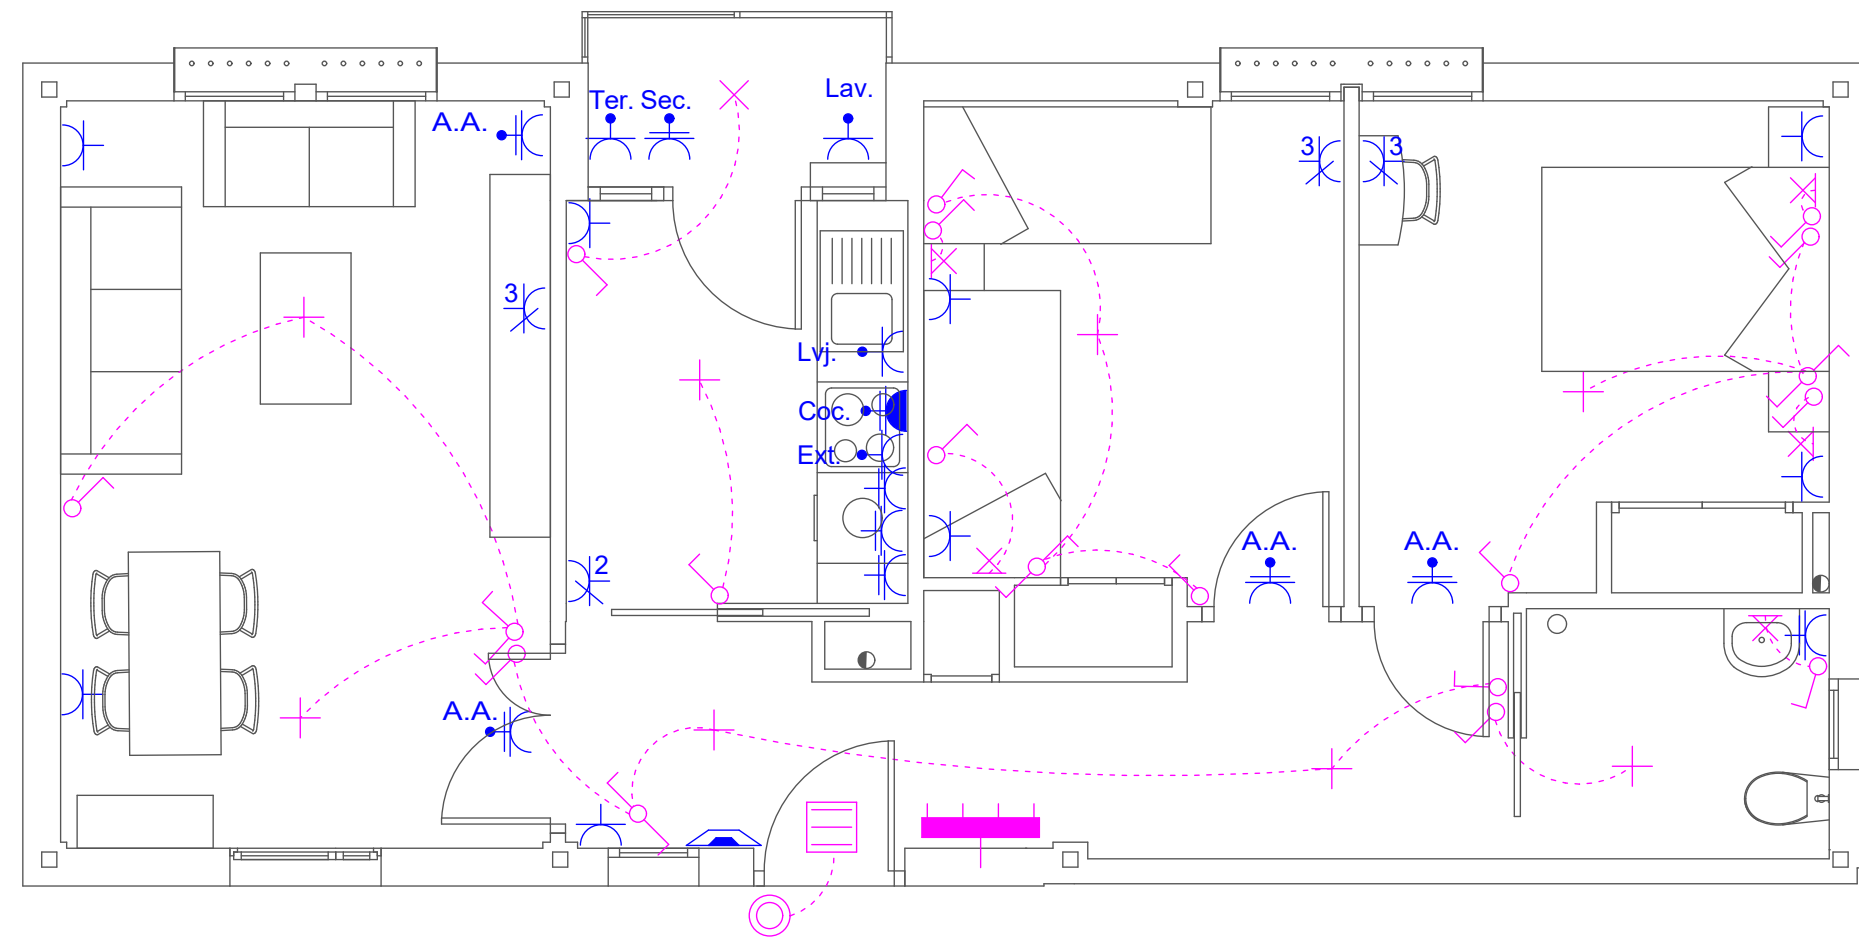 Lav.
Ter. Sec.
A.A.
3 3
3
Lvj.
Coc.
Ext.
A.A. A.A.
2
A.A.